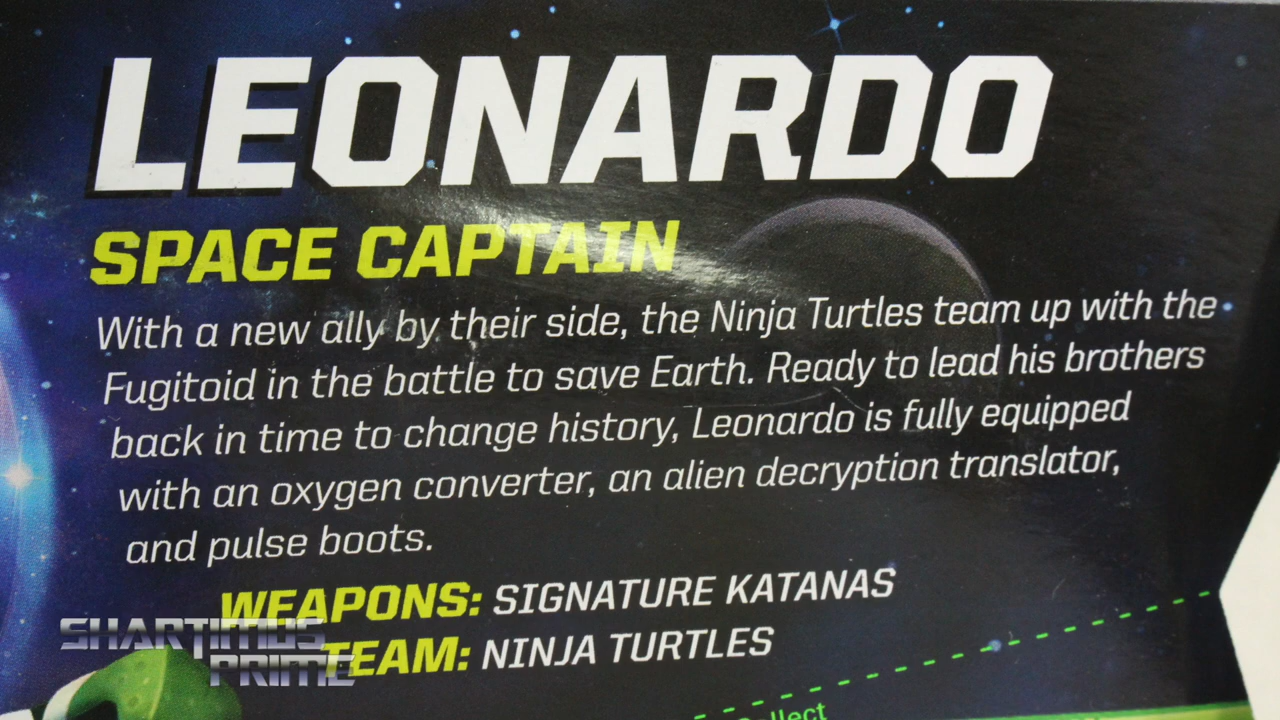 LEONARDO
SPACE CAPTAIN
With a new ally by their side, the Ninja Turtles team up with the
Fugitoid in the battle to save Earth. Ready to lead his brothers
back in time to change history, Leonardo is fully equipped
with an oxygen converter, an alien decryption translator,
and pulse boots.
WEAPONS: SIGNATURE KATANAS
TEAM: NINJA TURTLES
SHARTIMUS
PRIME